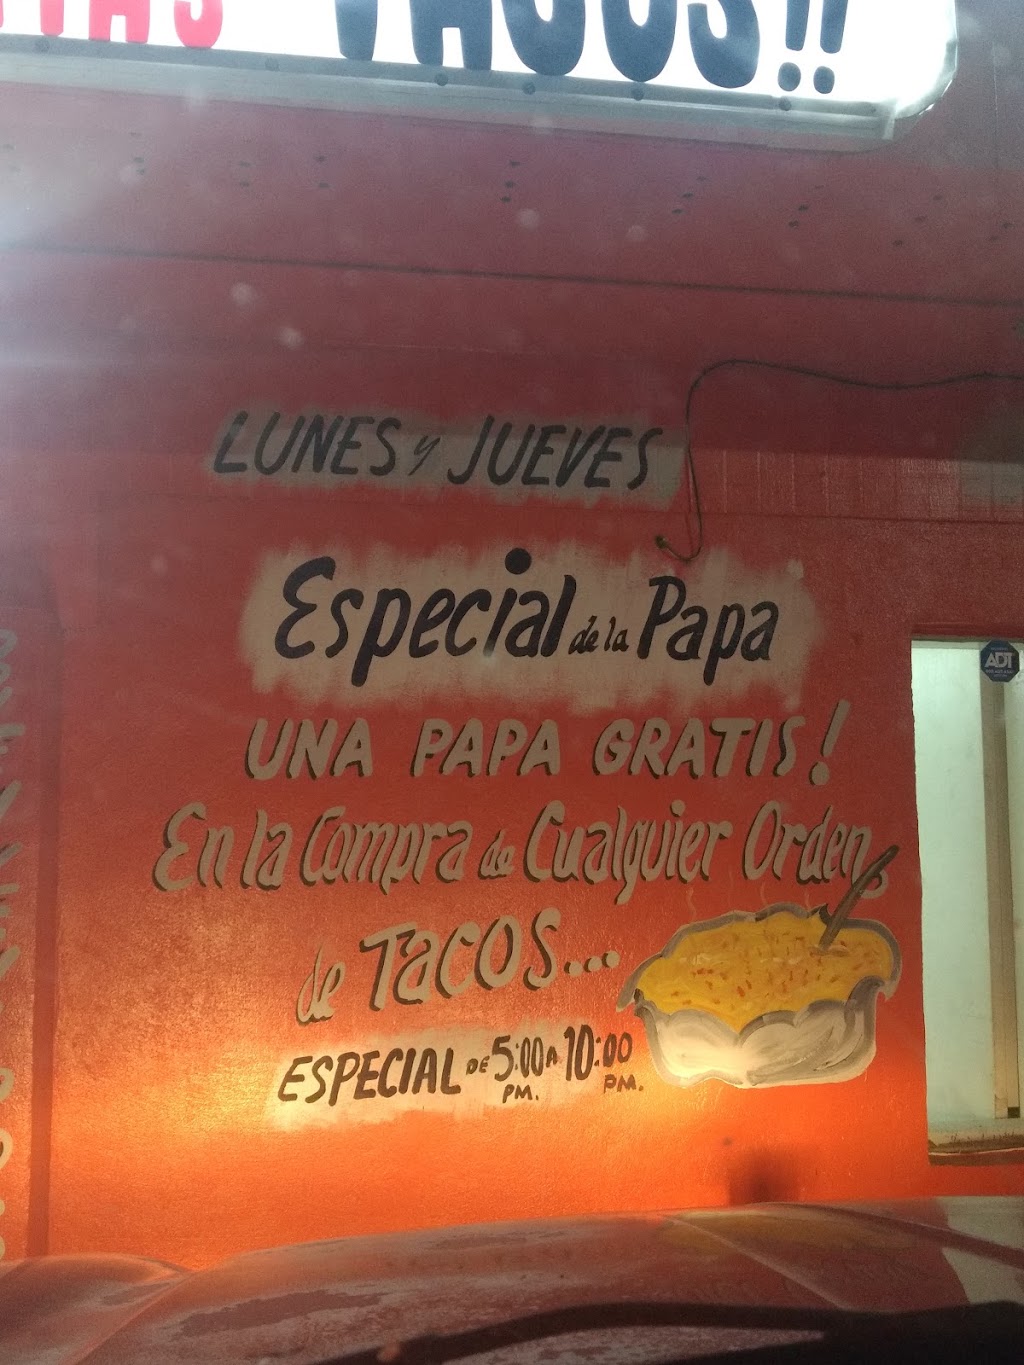 TACOS!!
LUNES y JUEVES
Especial de la Papa
UNA PAPA GRATIS!
En la Compra de Cualquier Orden
de TACOS...
ESPECIAL DE 5:00 PM. A 10:00 PM.
ADT